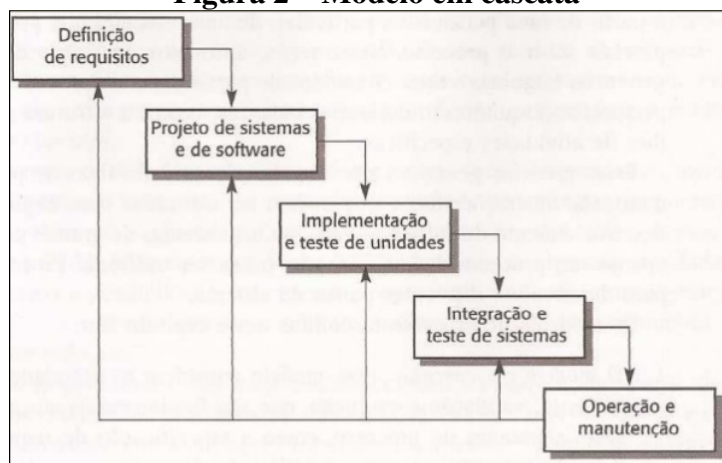 Figura 2 – Modelo em cascata
Definição
de requisitos
Projeto de sistemas
de software
Implementação
e teste de unidades
Integração e
teste de sistemas
Operação e
manutenção